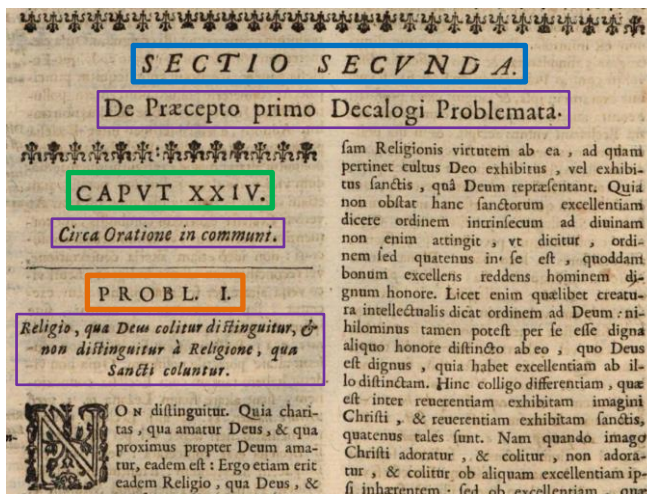 SECTIO SECVNDA.
De Præcepto primo Decalogi Problemata.
CAPVT XXIV.
Circa Oratione in communi.
PROBL. I.
Religio, qua Deus colitur distinguitur, &
non distinguitur à Religione, qua
Sancti coluntur.
NON distinguitur. Quia chari-
tas, qua amatur Deus, & qua
proximus propter Deum ama-
tur, eadem est: Ergo etiam erit
eadem Religio, qua Deus, &
sam Religionis virtutem ab ea, ad quam
pertinet cultus Deo exhibitus, vel exhibi-
tus sanctis, quâ Deum repræsentant. Quia
non obstat hanc sanctorum excellentiam
dicere ordinem intrinsecum ad diuinam
non enim attingit, vt dicitur, ordi-
nem sed quatenus in se est, quoddam
bonum excellens reddens hominem di-
gnum honore. Licet enim quælibet creatu-
ra intellectualis dicat ordinem ad Deum: ni-
hilominus tamen potest per se esse digna
aliquo honore distincto ab eo, quo Deus
est dignus, quia habet excellentiam ab il-
lo distinctam. Hinc colligo differentiam, quæ
est inter reuerentiam exhibitam imagini
Christi, & reuerentiam exhibitam sanctis,
quatenus tales sunt. Nam quando imago
Christi adoratur, & colitur, non adora-
tur, & colitur ob aliquam excellentiam ip-
si inhærentem: sed ob excellentiam, quæ